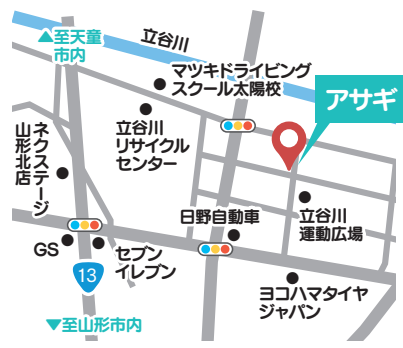 ▲至天童
市内
立谷川
マツキドライビング
スクール太陽校
アサギ
立谷川
リサイクル
センター
ネクステージ
山形北店
日野自動車
立谷川
運動広場
GS
セブン
イレブン
13
ヨコハマタイヤ
ジャパン
▼至山形市内